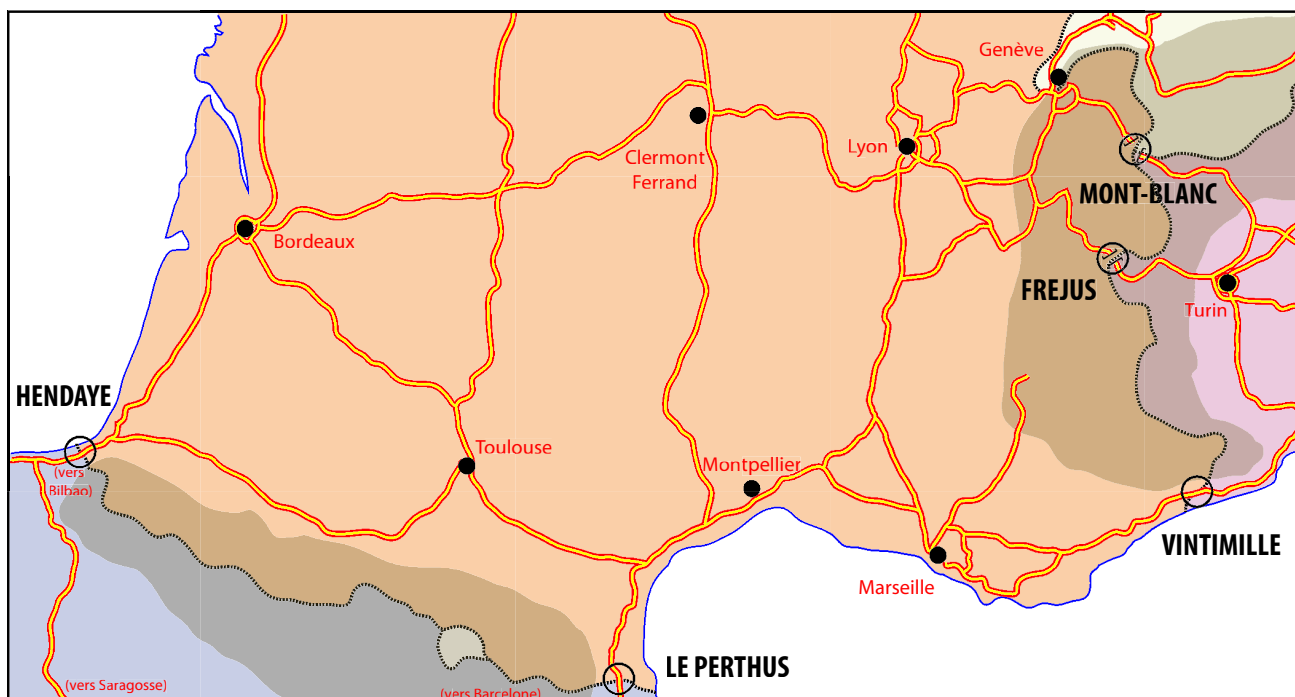 Genève
Lyon
Clermont
Ferrand
MONT-BLANC
Bordeaux
FREJUS
Turin
HENDAYE
Toulouse
Montpellier
(vers
Bilbao)
VINTIMILLE
Marseille
LE PERTHUS
(vers Saragosse)
(vers Barcelone)